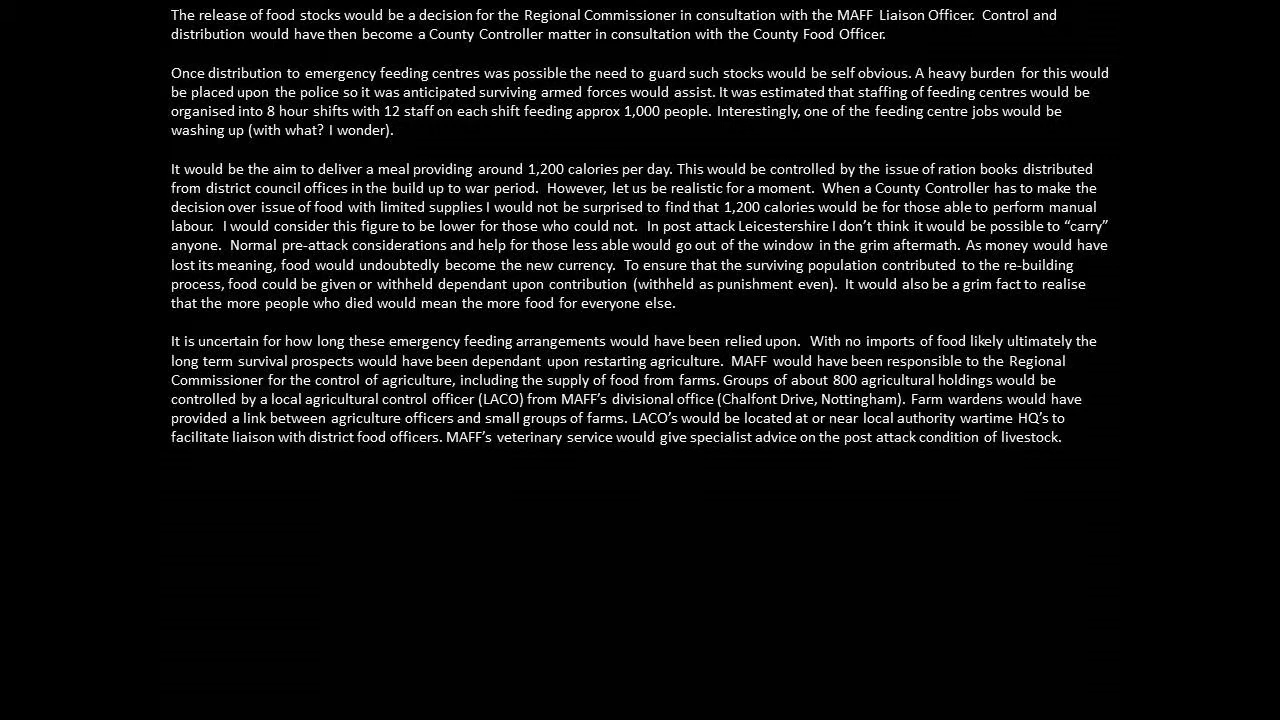 The release of food stocks would be a decision for the Regional Commissioner in consultation with the MAFF Liaison Officer.  Control and
distribution would have then become a County Controller matter in consultation with the County Food Officer.
Once distribution to emergency feeding centres was possible the need to guard such stocks would be self obvious. A heavy burden for this would
be placed upon the police so it was anticipated surviving armed forces would assist. It was estimated that staffing of feeding centres would be
organised into 8 hour shifts with 12 staff on each shift feeding approx 1,000 people. Interestingly, one of the feeding centre jobs would be
washing up (with what? I wonder).
It would be the aim to deliver a meal providing around 1,200 calories per day. This would be controlled by the issue of ration books distributed
from district council offices in the build up to war period.  However, let us be realistic for a moment.  When a County Controller has to make the
decision over issue of food with limited supplies I would not be surprised to find that 1,200 calories would be for those able to perform manual
labour.  I would consider this figure to be lower for those who could not.  In post attack Leicestershire I don't think it would be possible to “carry”
anyone.  Normal pre-attack considerations and help for those less able would go out of the window in the grim aftermath. As money would have
lost its meaning, food would undoubtedly become the new currency.  To ensure that the surviving population contributed to the re-building
process, food could be given or withheld dependant upon contribution (withheld as punishment even).  It would also be a grim fact to realise
that the more people who died would mean the more food for everyone else.
It is uncertain for how long these emergency feeding arrangements would have been relied upon.  With no imports of food likely ultimately the
long term survival prospects would have been dependant upon restarting agriculture.  MAFF would have been responsible to the Regional
Commissioner for the control of agriculture, including the supply of food from farms. Groups of about 800 agricultural holdings would be
controlled by a local agricultural control officer (LACO) from MAFF's divisional office (Chalfont Drive, Nottingham). Farm wardens would have
provided a link between agriculture officers and small groups of farms. LACO's would be located at or near local authority wartime HQ's to
facilitate liaison with district food officers. MAFF's veterinary service would give specialist advice on the post attack condition of livestock.